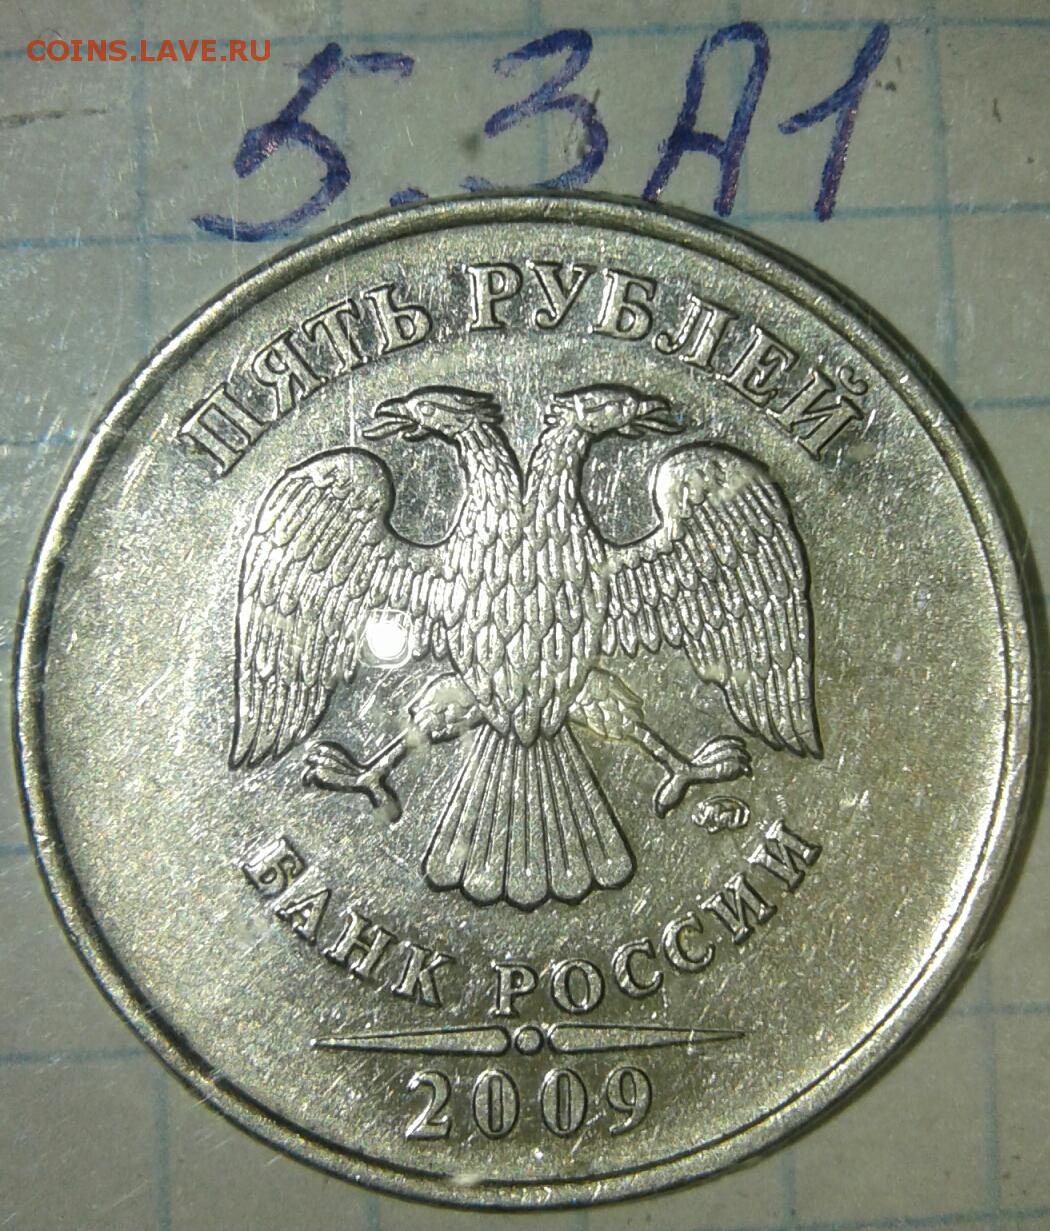 COINS.LAVE.RU
5.3А1
ПЯТЬ РУБЛЕЙ
БАНК РОССИИ
2009